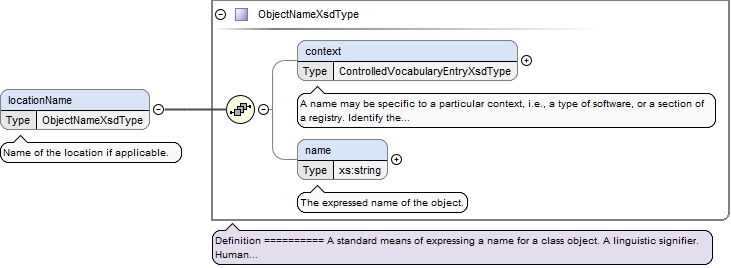 ObjectNameXsdType
context
Type ControlledVocabularyEntryXsdType
A name may be specific to a particular context, i.e., a type of software, or a section of
a registry. Identify the...
locationName
Type ObjectNameXsdType
Name of the location if applicable.
name
Type xs:string
The expressed name of the object.
Definition ========== A standard means of expressing a name for a class object. A linguistic signifier.
Human...